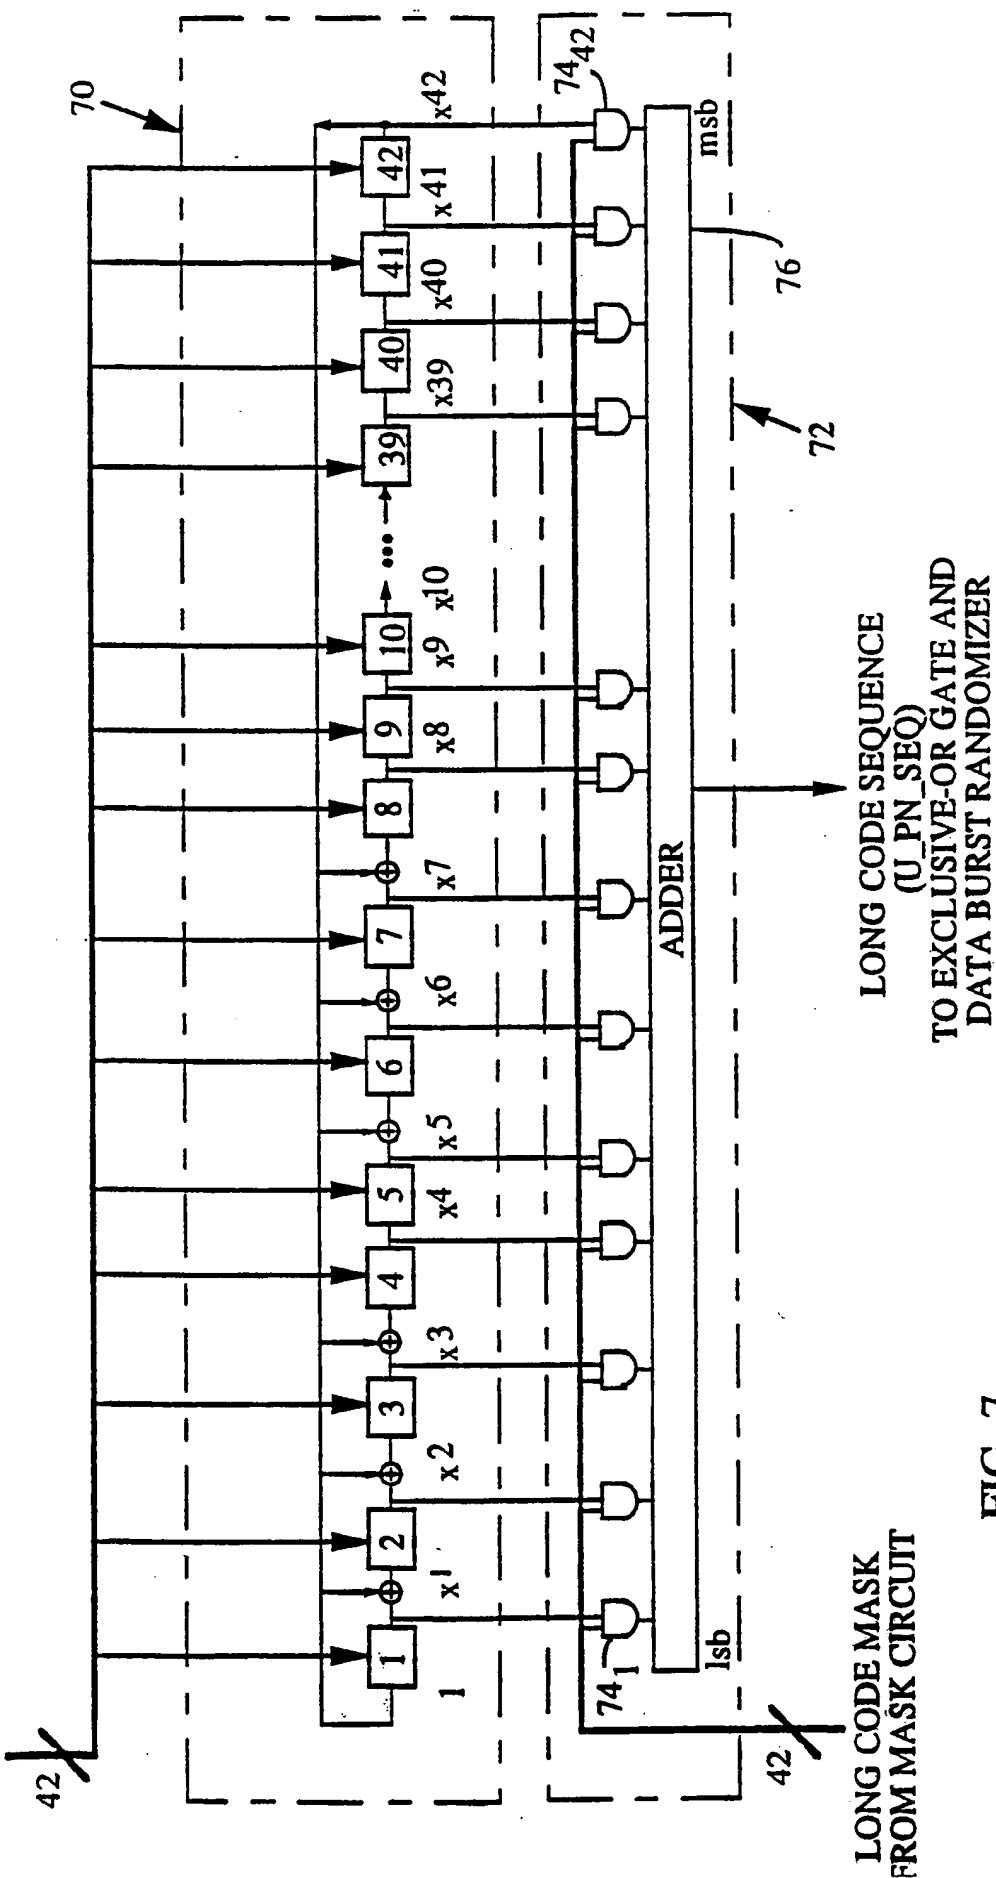 42
70
1 2 3 4 5 6 7 8 9 10 ••• 39 40 41 42
1 x1 x2 x3 x4 x5 x6 x7 x8 x9 x10 x39 x40 x41 x42
74 1
74 42
ADDER
lsb
msb
76
72
42
LONG CODE MASK
FROM MASK CIRCUIT
LONG CODE SEQUENCE
(U_PN_SEQ)
TO EXCLUSIVE-OR GATE AND
DATA BURST RANDOMIZER